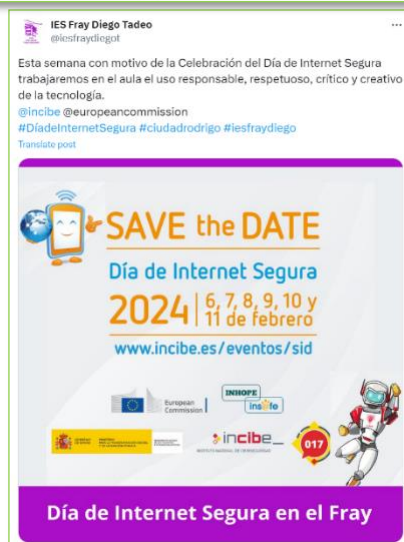 IES Fray Diego Tadeo
@iesfraydiegot
Esta semana con motivo de la Celebración del Día de Internet Segura
trabajaremos en el aula el uso responsable, respetuoso, crítico y creativo
de la tecnología.
@incibe @europeancommission
#DíadeInternetSegura #ciudadrodrigo #iesfraydiego
Translate post
SAVE the DATE
Día de Internet Segura
2024 | 6, 7, 8, 9, 10 y
11 de febrero
www.incibe.es/eventos/sid
European
Commission
INHOPE
insafe
incibe_
017
Día de Internet Segura en el Fray